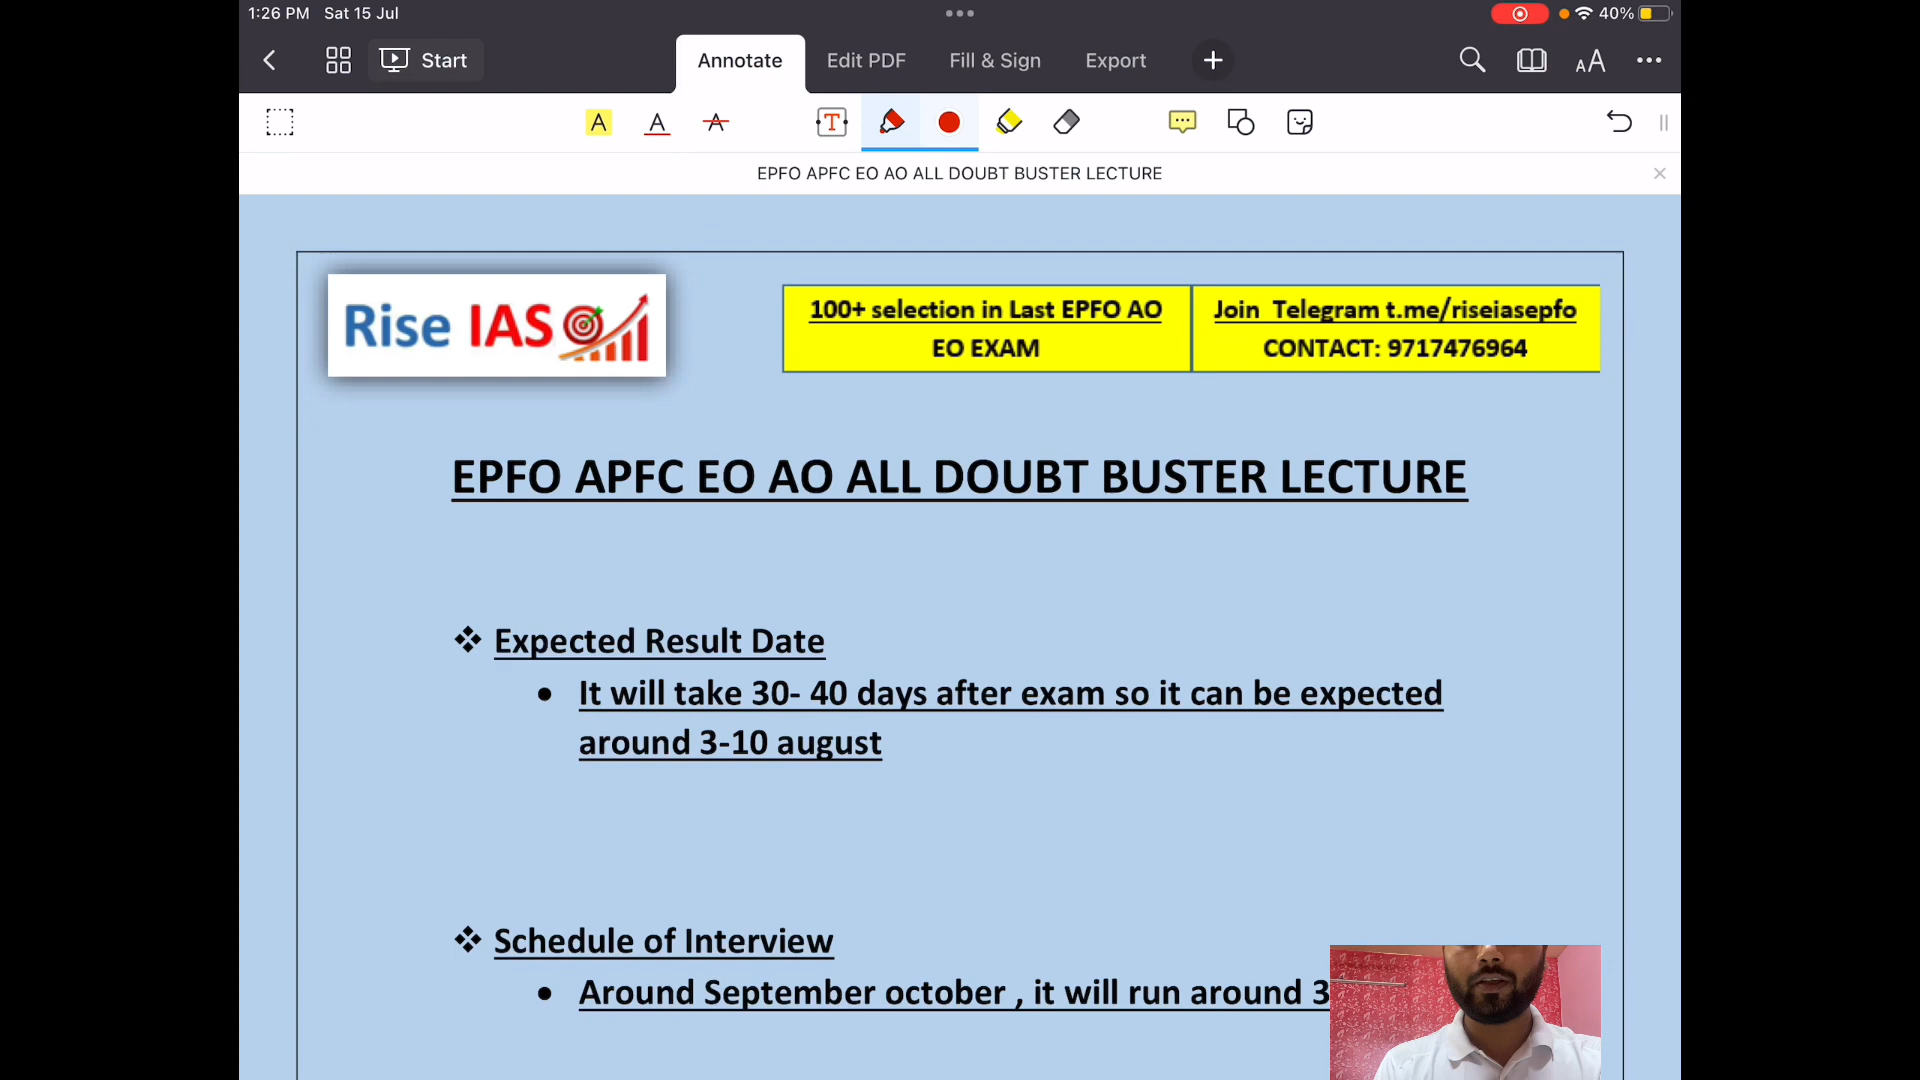 1:26 PM Sat 15 Jul
40%
Start
Annotate
Edit PDF
Fill & Sign
Export
AA
A
A
A
T
EPFO APFC EO AO ALL DOUBT BUSTER LECTURE
Rise IAS
100+ selection in Last EPFO AO
EO EXAM
Join Telegram t.me/riseiasepfo
CONTACT: 9717476964
EPFO APFC EO AO ALL DOUBT BUSTER LECTURE
❖ Expected Result Date
• It will take 30- 40 days after exam so it can be expected
around 3-10 august
❖ Schedule of Interview
• Around September october , it will run around 3